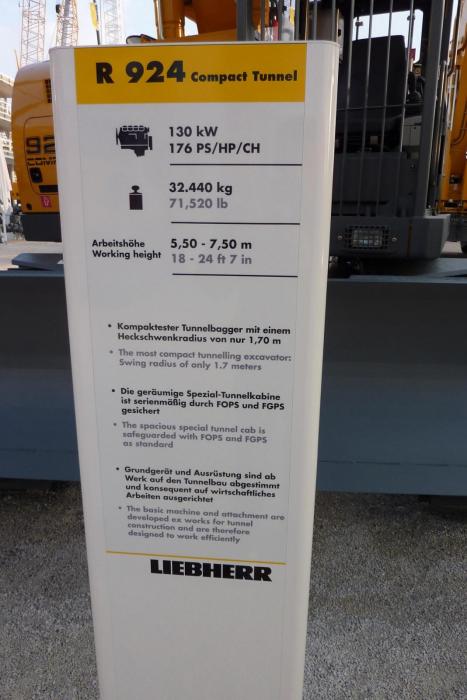 R 924 Compact Tunnel
130 kW
176 PS/HP/CH
32.440 kg
71,520 lb
Arbeitshöhe
Working height
5,50 - 7,50 m
18 - 24 ft 7 in
• Kompaktester Tunnelbagger mit einem
Heckschwenkradius von nur 1,70 m
• The most compact tunnelling excavator:
Swing radius of only 1.7 meters
• Die geräumige Spezial-Tunnelkabine
ist serienmäßig durch FOPS und FGPS
gesichert
• The spacious special tunnel cab is
safeguarded with FOPS and FGPS
as standard
• Grundgerät und Ausrüstung sind ab
Werk auf den Tunnelbau abgestimmt
und konsequent auf wirtschaftliches
Arbeiten ausgerichtet
• The basic machine and attachment are
developed ex works for tunnel
construction and are therefore
designed to work efficiently
LIEBHERR